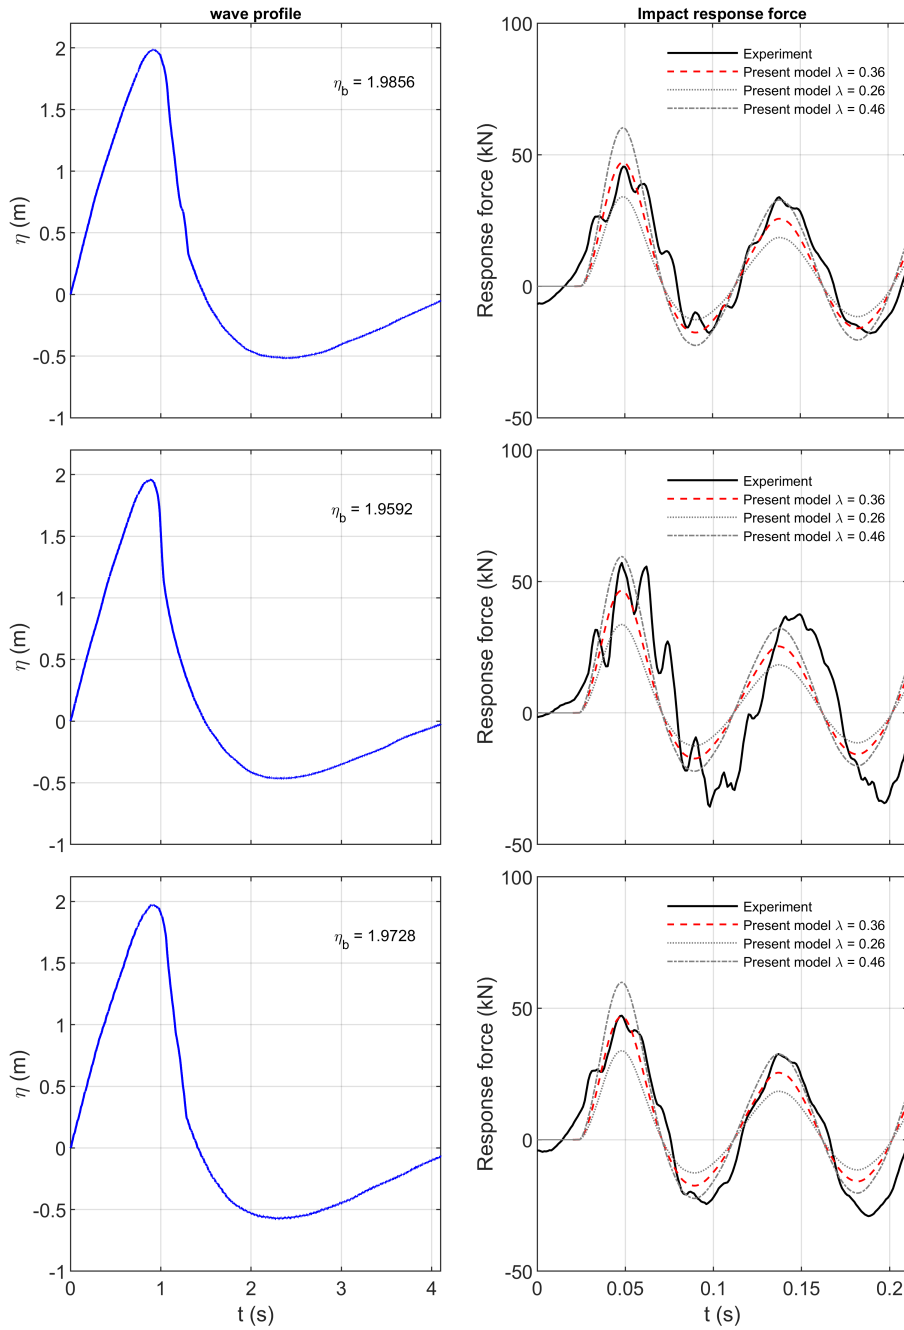 wave profile
Impact response force
2
1.5
1
0.5
0
-0.5
-1
η (m)
η_b = 1.9856
100
50
0
-50
Response force (kN)
Experiment
Present model λ = 0.36
Present model λ = 0.26
Present model λ = 0.46
2
1.5
1
0.5
0
-0.5
-1
η (m)
η_b = 1.9592
100
50
0
-50
Response force (kN)
Experiment
Present model λ = 0.36
Present model λ = 0.26
Present model λ = 0.46
2
1.5
1
0.5
0
-0.5
-1
η (m)
η_b = 1.9728
0 1 2 3 4
t (s)
100
50
0
-50
Response force (kN)
Experiment
Present model λ = 0.36
Present model λ = 0.26
Present model λ = 0.46
0 0.05 0.1 0.15 0.2
t (s)